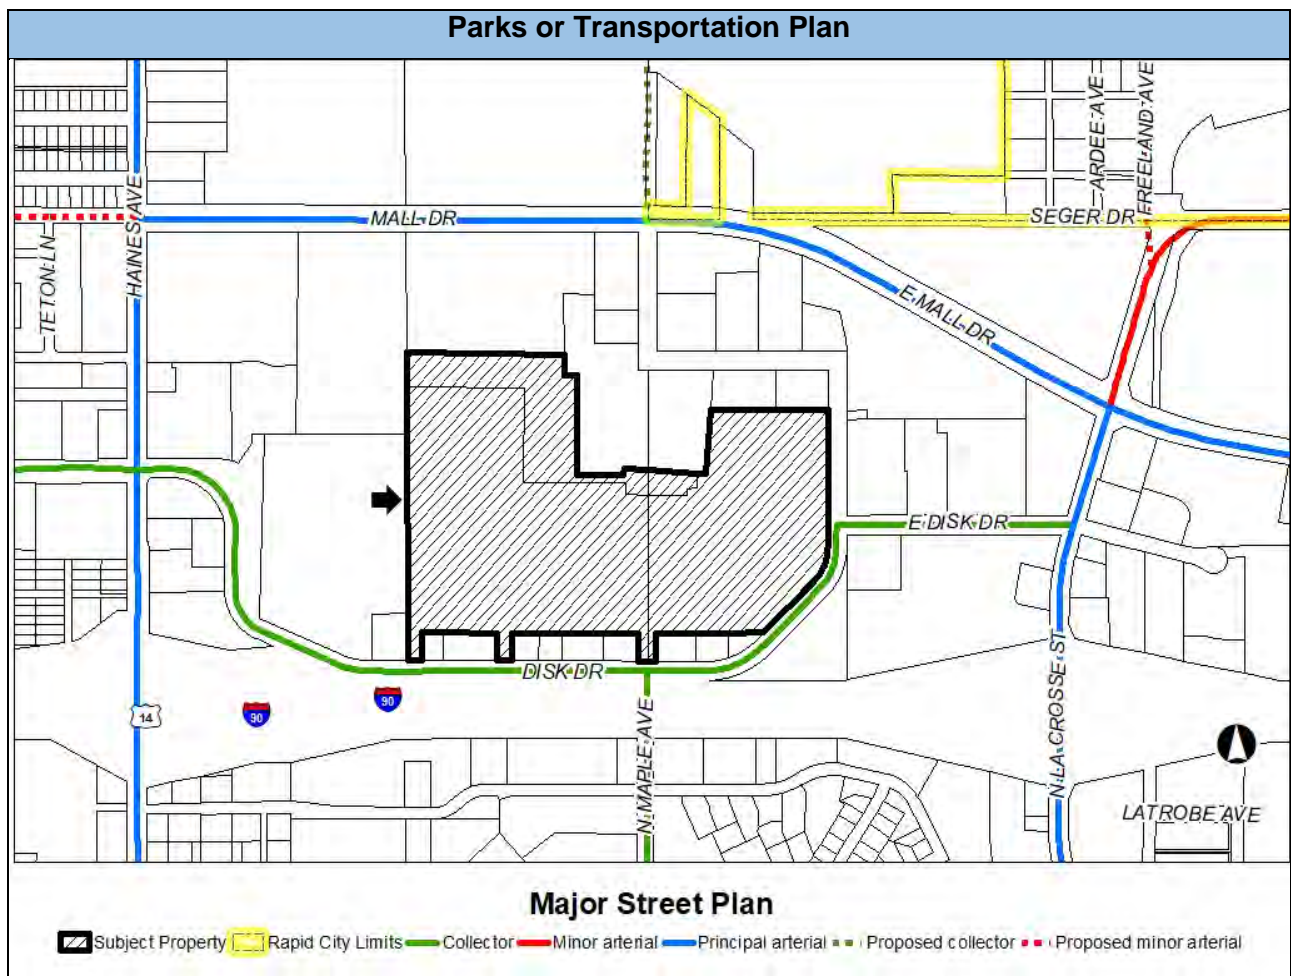 Parks or Transportation Plan
ARDEE AVE
FREELAND AVE
HAINES AVE
MALL DR
SEGER DR
TETON LN
E MALL DR
E DISK DR
DISK DR
N LA CROSSE ST
N MAPLE AVE
90
90
14
LATROBE AVE
Major Street Plan
Subject Property Rapid City Limits Collector Minor arterial Principal arterial Proposed collector Proposed minor arterial